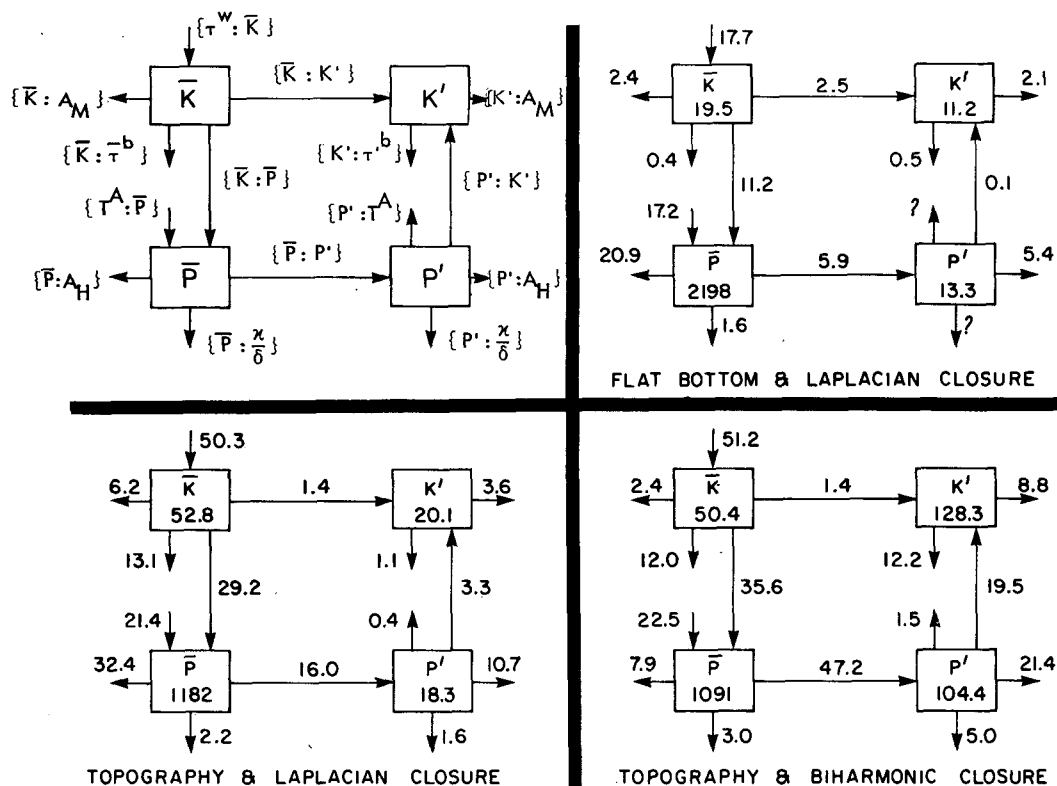 {τ^w : K̄}
K̄
{K̄ : K'}
K'
{K̄ : A_M}
{K' : A_M}
{K̄ : τ̄^b}
{K' : τ'^b}
{K̄ : P̄}
{P' : K'}
{T^A : P̄}
{P' : T^A}
P̄
{P̄ : P'}
P'
{P̄ : A_H}
{P' : A_H}
{P̄ : ϰ/δ}
{P' : ϰ/δ}
17.7
2.4
K̄
19.5
2.5
K'
11.2
2.1
0.4
0.5
11.2
0.1
17.2
?
20.9
P̄
2198
5.9
P'
13.3
5.4
1.6
?
FLAT BOTTOM & LAPLACIAN CLOSURE
50.3
6.2
K̄
52.8
1.4
K'
20.1
3.6
13.1
1.1
29.2
3.3
21.4
0.4
32.4
P̄
1182
16.0
P'
18.3
10.7
2.2
1.6
TOPOGRAPHY & LAPLACIAN CLOSURE
51.2
2.4
K̄
50.4
1.4
K'
128.3
8.8
12.0
12.2
35.6
19.5
22.5
1.5
7.9
P̄
1091
47.2
P'
104.4
21.4
3.0
5.0
TOPOGRAPHY & BIHARMONIC CLOSURE